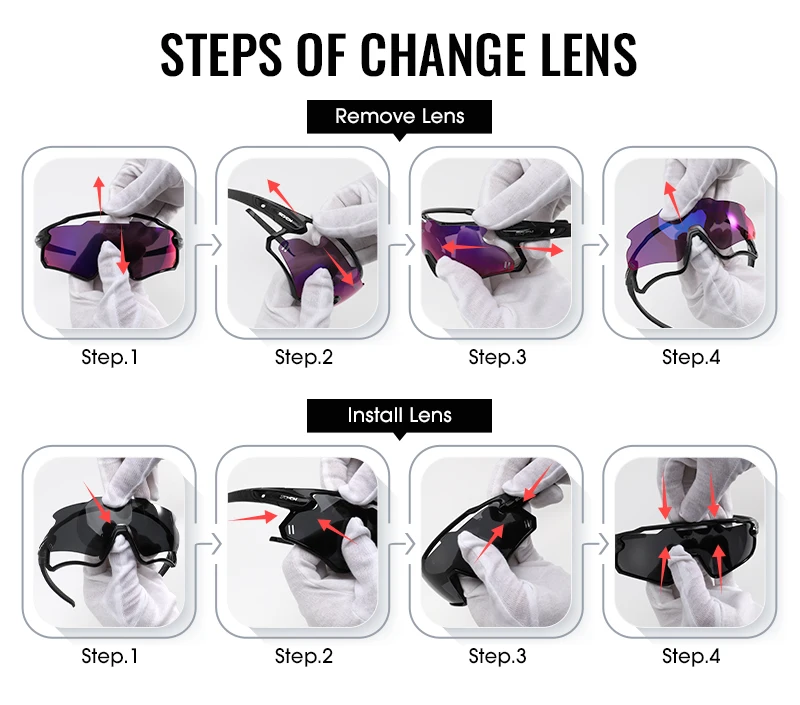 STEPS OF CHANGE LENS
Remove Lens
Step.1
Step.2
Step.3
Step.4
Install Lens
Step.1
Step.2
Step.3
Step.4